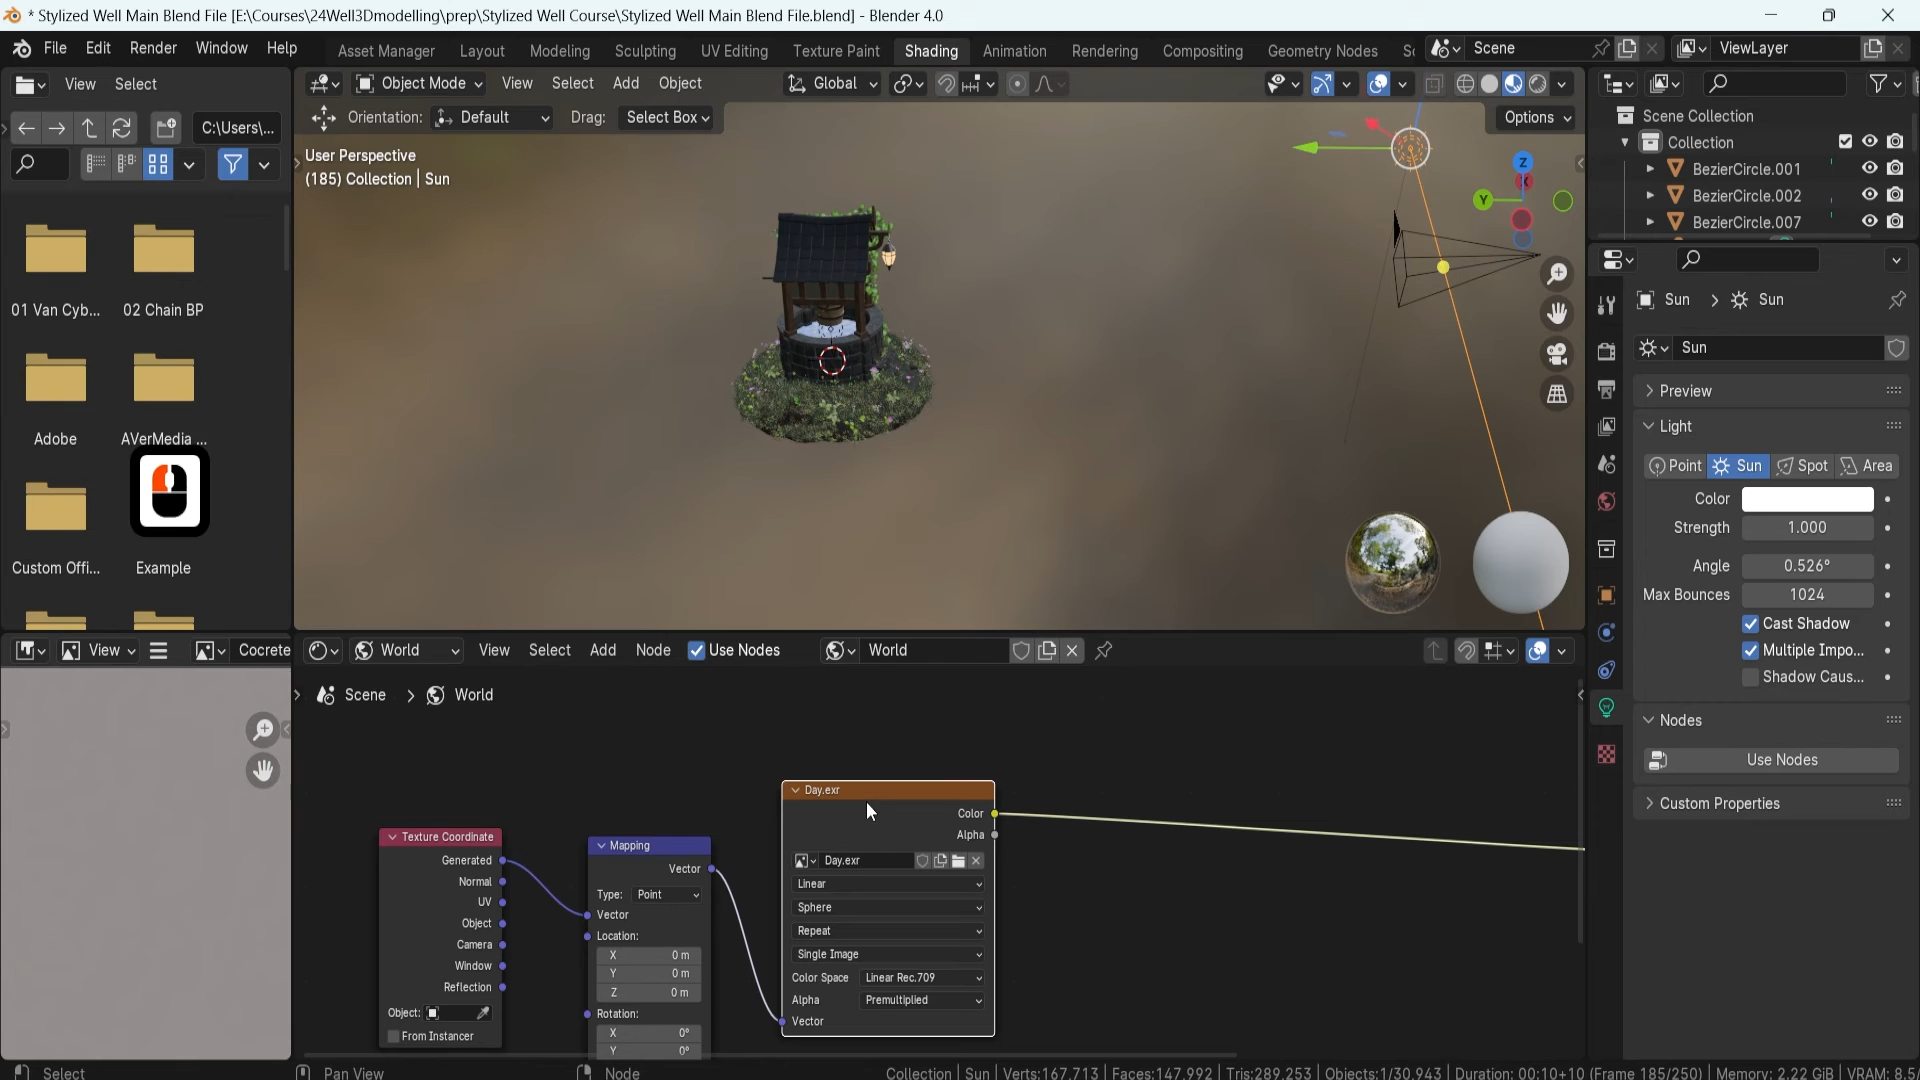 * Stylized Well Main Blend File [E:\Courses\24Well3Dmodelling\prep\Stylized Well Course\Stylized Well Main Blend File.blend] - Blender 4.0
File Edit Render Window Help
Asset Manager Layout Modeling Sculpting UV Editing Texture Paint Shading Animation Rendering Compositing Geometry Nodes Sc
Scene
ViewLayer
View Select
Object Mode View Select Add Object
Global
Orientation: Default Drag: Select Box
Options
C:\Users\...
User Perspective
(185) Collection | Sun
Z
X
Y
01 Van Cyb...
02 Chain BP
Adobe
AVerMedia ...
Custom Offi...
Example
Scene Collection
Collection
BezierCircle.001
BezierCircle.002
BezierCircle.007
Sun > Sun
Sun
Preview
Light
Point Sun Spot Area
Color
Strength 1.000
Angle 0.526°
Max Bounces 1024
Cast Shadow
Multiple Impo...
Shadow Caus...
Nodes
Use Nodes
Custom Properties
View
Cocrete
World View Select Add Node Use Nodes
World
Scene > World
Texture Coordinate
Generated
Normal
UV
Object
Camera
Window
Reflection
Object:
From Instancer
Mapping
Vector
Type: Point
Vector
Location:
X 0 m
Y 0 m
Z 0 m
Rotation:
X 0°
Y 0°
Day.exr
Color
Alpha
Day.exr
Linear
Sphere
Repeat
Single Image
Color Space Linear Rec.709
Alpha Premultiplied
Vector
Select
Pan View
Node
Collection | Sun | Verts:167,713 | Faces:147,992 | Tris:289,253 | Objects:1/30,943 | Duration: 00:10+10 (Frame 185/250) | Memory: 2.22 GiB | VRAM: 8.5/